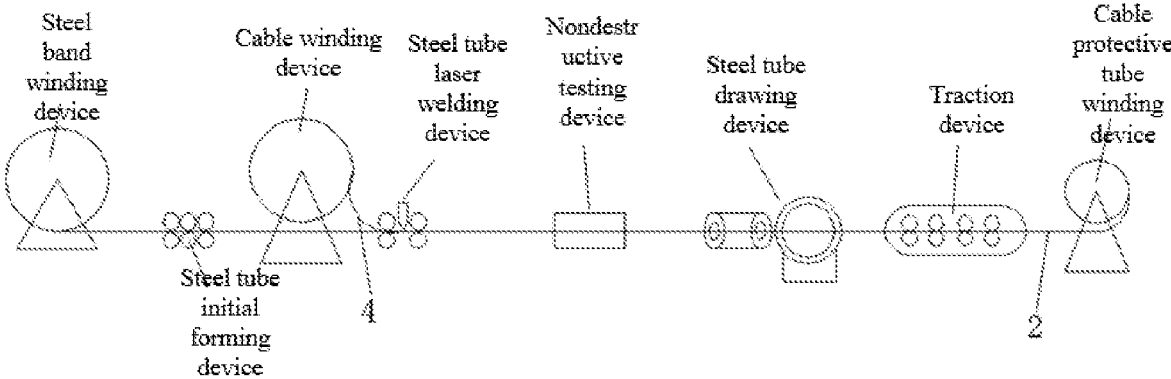 Steel
band
winding
device
Cable winding
device
Steel tube
laser
welding
device
Nondestr
uctive
testing
device
Steel tube
drawing
device
Traction
device
Cable
protective
tube
winding
device
Steel tube
initial
forming
device
4
2